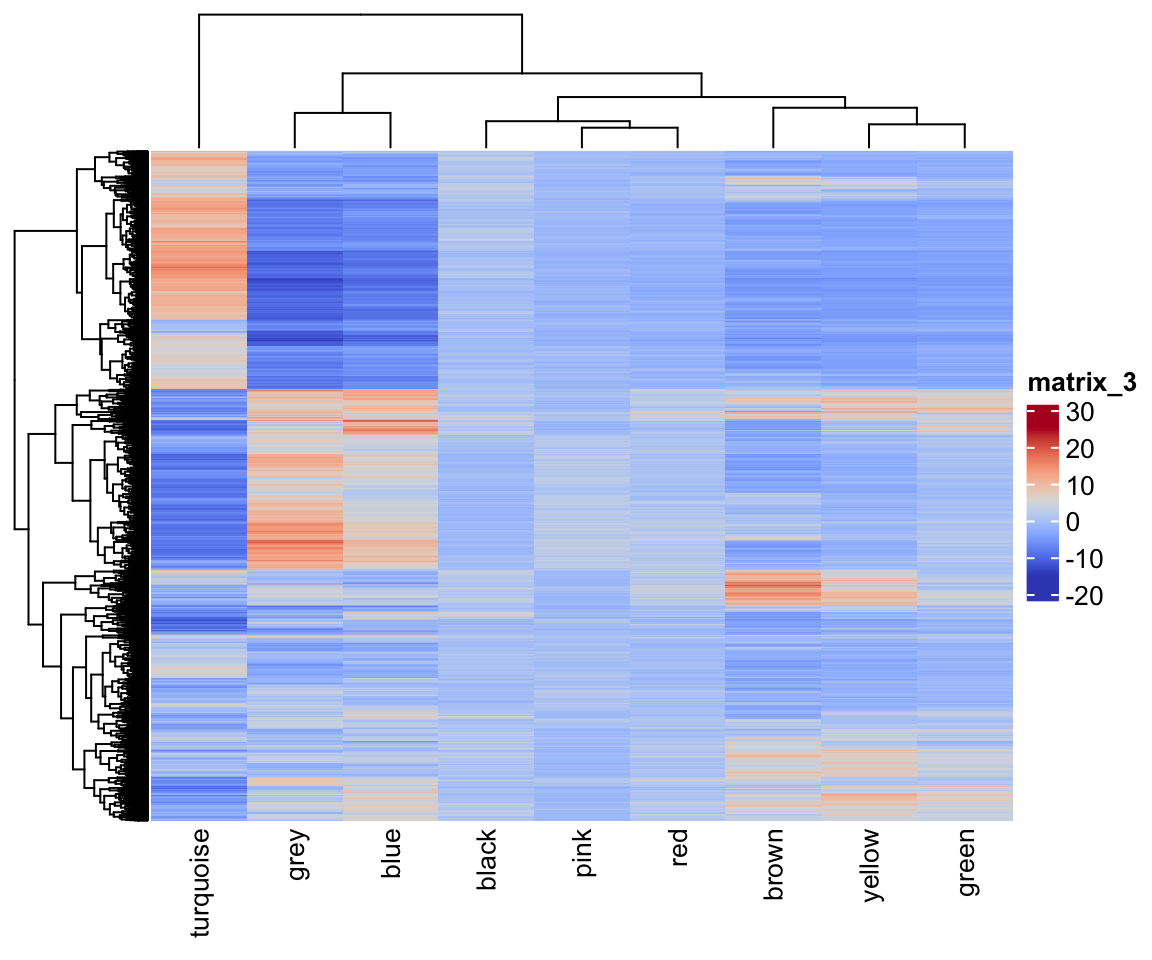 matrix_3
30
20
10
0
-10
-20
turquoise
grey
blue
black
pink
red
brown
yellow
green